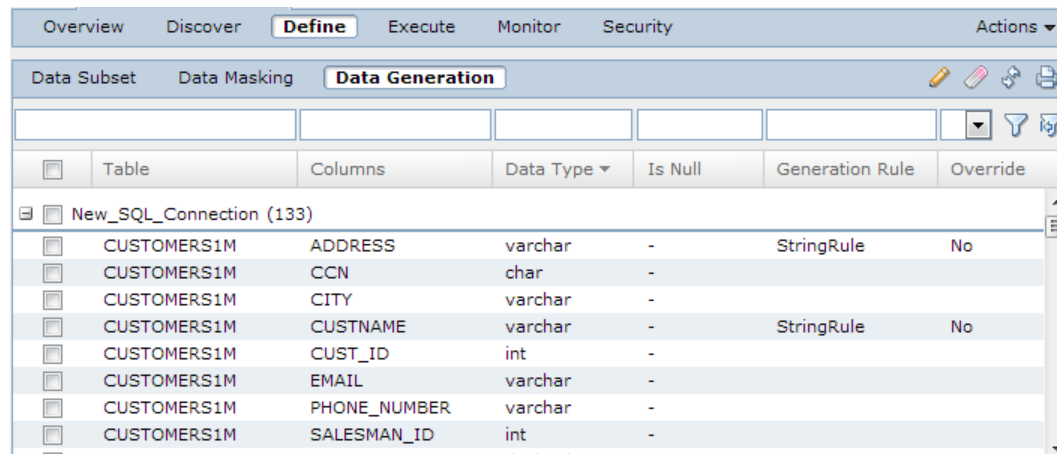 Overview Discover Define Execute Monitor Security Actions
Data Subset Data Masking Data Generation
Table Columns Data Type Is Null Generation Rule Override
New_SQL_Connection (133)
CUSTOMERS1M ADDRESS varchar - StringRule No
CUSTOMERS1M CCN char -
CUSTOMERS1M CITY varchar -
CUSTOMERS1M CUSTNAME varchar - StringRule No
CUSTOMERS1M CUST_ID int -
CUSTOMERS1M EMAIL varchar -
CUSTOMERS1M PHONE_NUMBER varchar -
CUSTOMERS1M SALESMAN_ID int -